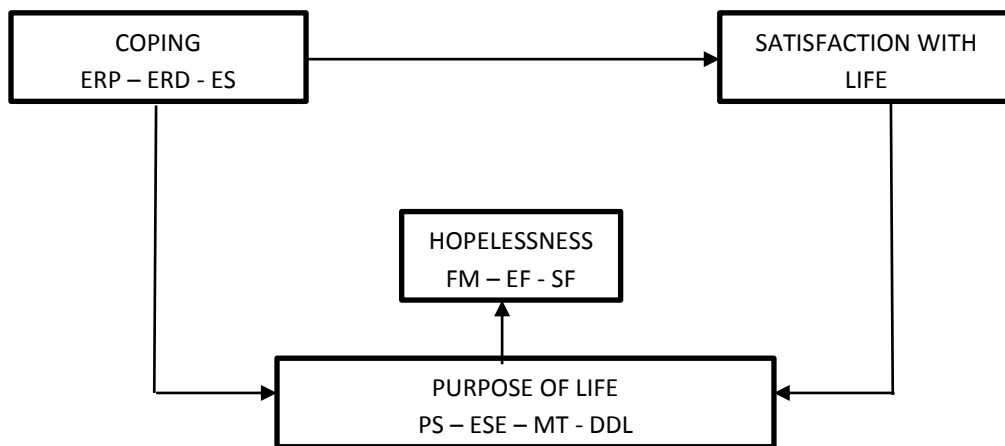 COPING
ERP – ERD - ES
SATISFACTION WITH
LIFE
HOPELESSNESS
FM – EF - SF
PURPOSE OF LIFE
PS – ESE – MT - DDL